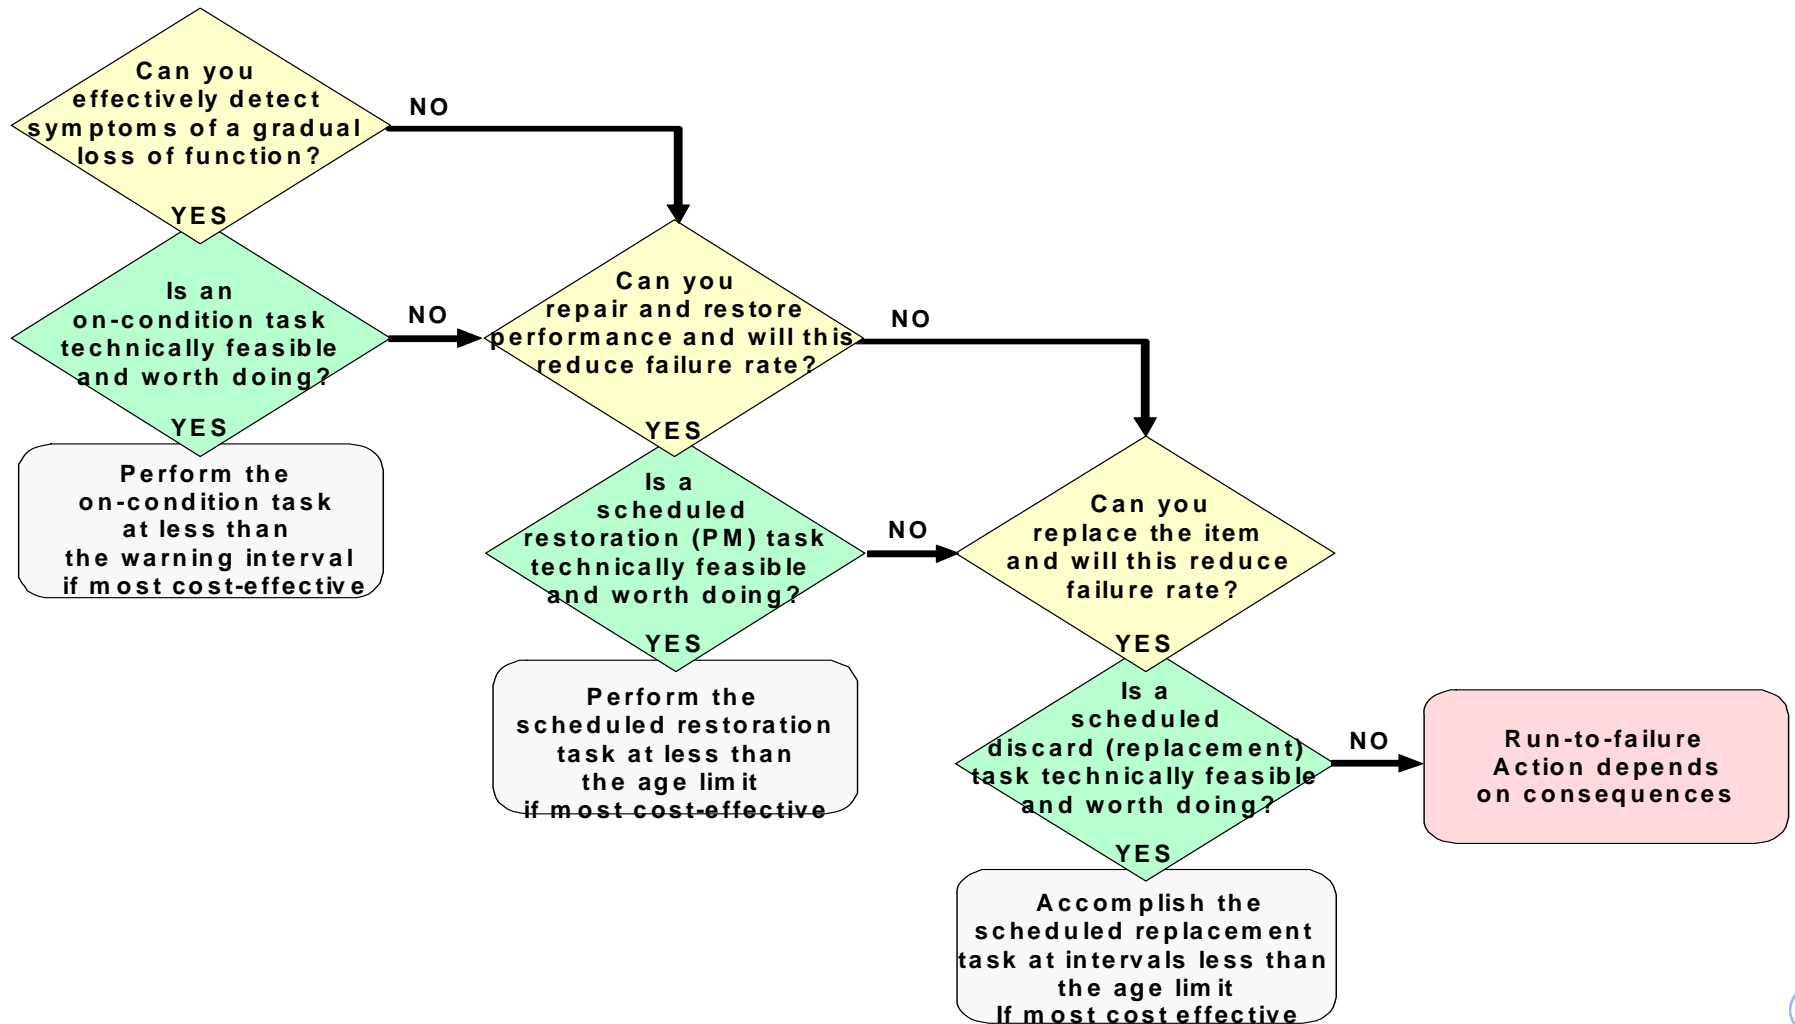 Can you
effectively detect
symptoms of a gradual
loss of function?
NO
YES
Is an
on-condition task
technically feasible
and worth doing?
NO
YES
Perform the
on-condition task
at less than
the warning interval
if most cost-effective
Can you
repair and restore
performance and will this
reduce failure rate?
NO
YES
Is a
scheduled
restoration (PM) task
technically feasible
and worth doing?
NO
YES
Perform the
scheduled restoration
task at less than
the age limit
if most cost-effective
Can you
replace the item
and will this reduce
failure rate?
YES
Is a
scheduled
discard (replacement)
task technically feasible
and worth doing?
NO
YES
Accomplish the
scheduled replacement
task at intervals less than
the age limit
If most cost effective
Run-to-failure
Action depends
on consequences